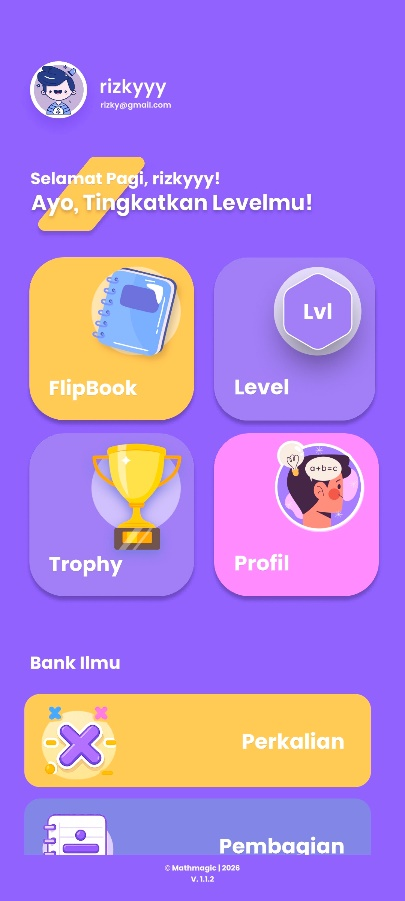 rizkyyy
rizky@gmail.com
Selamat Pagi, rizkyyy!
Ayo, Tingkatkan Levelmu!
FlipBook
Lvl
Level
Trophy
a+b=c
Profil
Bank Ilmu
Perkalian
Pembagian
© Mathmagic | 2026
V. 1.1.2